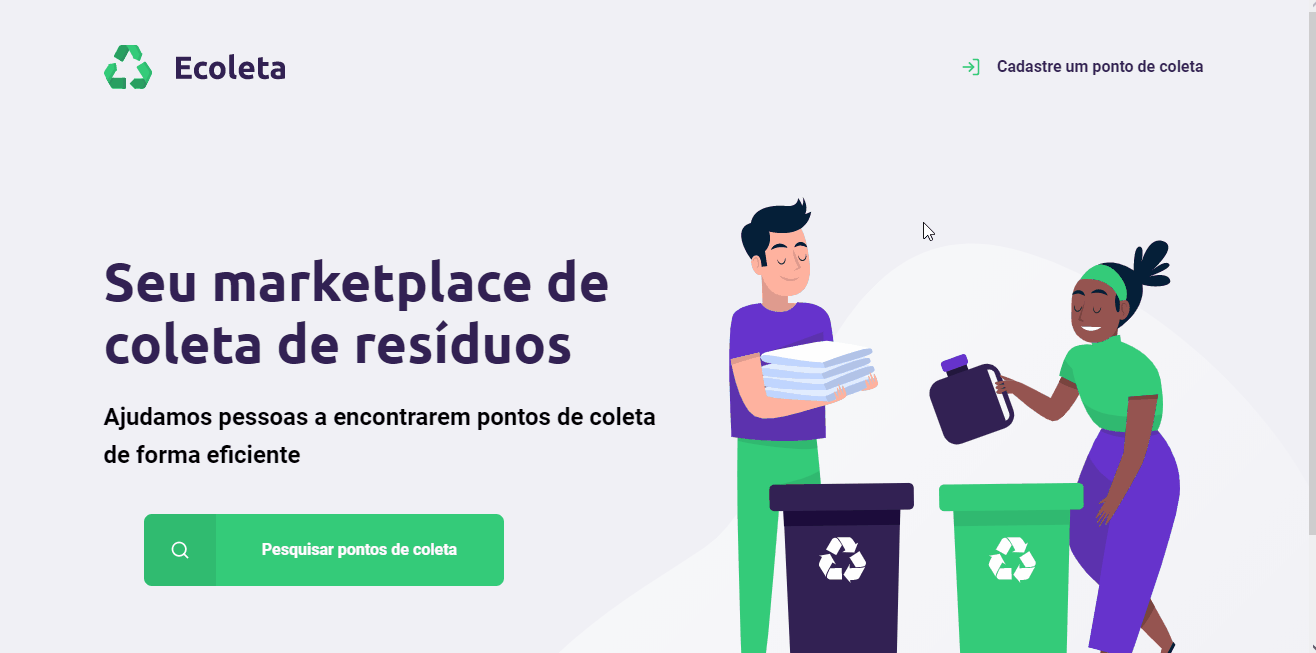 Ecoleta
Cadastre um ponto de coleta
Seu marketplace de
coleta de resíduos
Ajudamos pessoas a encontrarem pontos de coleta
de forma eficiente
Pesquisar pontos de coleta